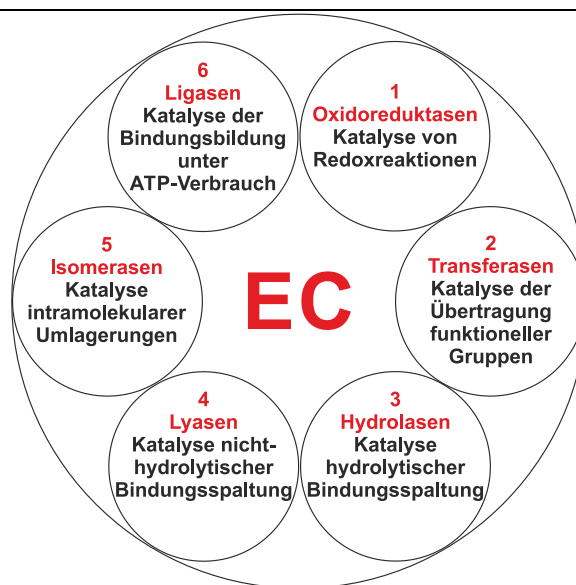 1
Oxidoreduktasen
Katalyse von
Redoxreaktionen
2
Transferasen
Katalyse der
Übertragung
funktioneller
Gruppen
3
Hydrolasen
Katalyse
hydrolytischer
Bindungsspaltung
4
Lyasen
Katalyse nicht-
hydrolytischer
Bindungsspaltung
5
Isomerasen
Katalyse
intramolekularer
Umlagerungen
6
Ligasen
Katalyse der
Bindungsbildung
unter
ATP-Verbrauch
EC